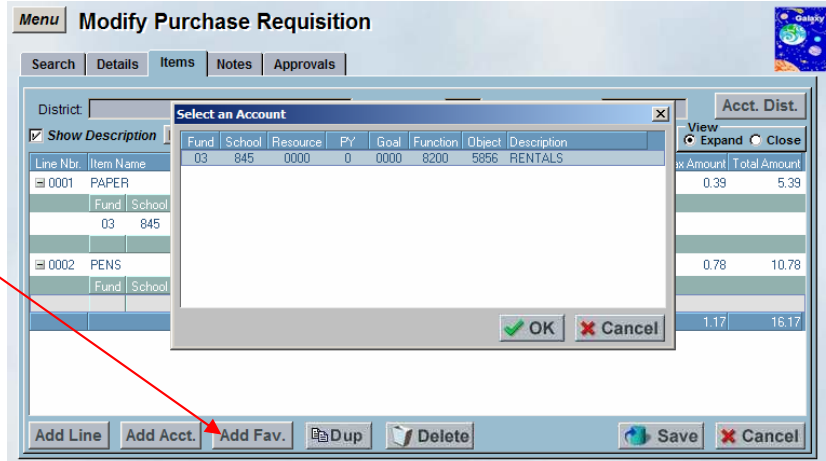 Menu Modify Purchase Requisition
Galaxy
Search Details Items Notes Approvals
District: Acct. Dist.
Select an Account
Show Description View
Expand Close
Fund School Resource PY Goal Function Object Description
03 845 0000 0 0000 8200 5856 RENTALS
Line Nbr. Item Name Amount Total Amount
0001 PAPER 0.39 5.39
Fund School
03 845
0002 PENS 0.78 10.78
Fund School
OK Cancel
1.17 16.17
Add Line Add Acct. Add Fav. Dup Delete Save Cancel